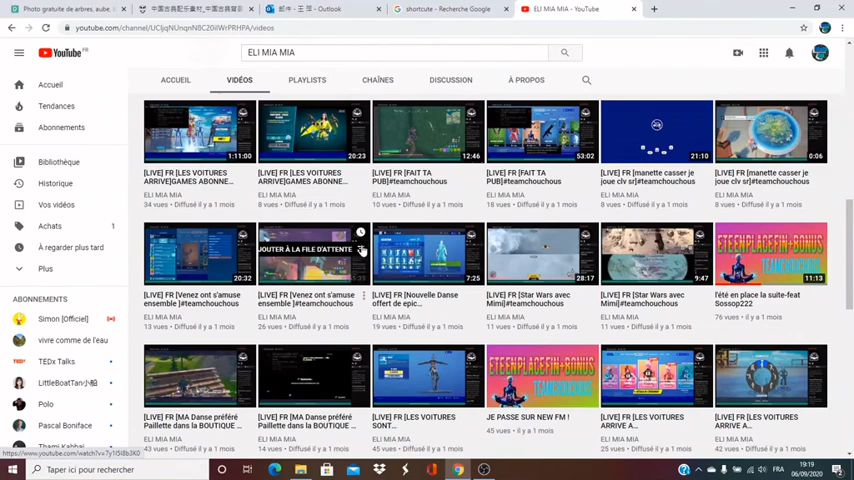 Photo gratuite de arbres, aube, l
中国古典配乐素材_中国古典背
邮件 - 王 萍 - Outlook
shortcute - Recherche Google
ELI MIA MIA - YouTube
youtube.com/channel/UCIjqNUnqnN8C20iIWrPRHPA/videos
YouTube FR
ELI MIA MIA
ACCUEIL
VIDÉOS
PLAYLISTS
CHAÎNES
DISCUSSION
À PROPOS
Accueil
Tendances
Abonnements
Bibliothèque
Historique
Vos vidéos
Achats
1
À regarder plus tard
Plus
ABONNEMENTS
Simon [Officiel]
vivre comme de l'eau
TEDx Talks
LittleBoatTan小船
Polo
Pascal Boniface
1:11:00
20:23
12:46
53:02
21:10
0:06
[LIVE] FR [LES VOITURES
ARRIVE]GAMES ABONNE...
34 vues • Diffusé il y a 1 mois
[LIVE] FR [LES VOITURES
ARRIVE]GAMES ABONNE...
ELI MIA MIA
8 vues • Diffusé il y a 1 mois
[LIVE] FR [FAIT TA
PUB]#teamchouchous
ELI MIA MIA
10 vues • Diffusé il y a 1 mois
[LIVE] FR [FAIT TA
PUB]#teamchouchous
ELI MIA MIA
18 vues • Diffusé il y a 1 mois
[LIVE] FR [manette casser je
joue clv sr]#teamchouchous
ELI MIA MIA
9 vues • Diffusé il y a 1 mois
[LIVE] FR [manette casser je
joue clv sr]#teamchouchous
ELI MIA MIA
5 vues • Diffusé il y a 1 mois
20:32
JOUTER À LA FILE D'ATTENTE
7:25
28:17
9:47
ETEENPLACEFIN+BONUS
TEAMCHOUCHOUS
11:13
[LIVE] FR [Venez ont s'amuse
ensemble ]#teamchouchous
ELI MIA MIA
13 vues • Diffusé il y a 1 mois
[LIVE] FR [Venez ont s'amuse
ensemble ]#teamchouchous
ELI MIA MIA
26 vues • Diffusé il y a 1 mois
[LIVE] FR [Nouvelle Danse
offert de epic...
ELI MIA MIA
19 vues • Diffusé il y a 1 mois
[LIVE] FR [Star Wars avec
Mimi]#teamchouchous
ELI MIA MIA
11 vues • Diffusé il y a 1 mois
[LIVE] FR [Star Wars avec
Mimi]#teamchouchous
ELI MIA MIA
11 vues • Diffusé il y a 1 mois
l'été en place la suite-feat
Sossop222
76 vues • il y a 1 mois
ETEENPLACEFIN+BONUS
TEAMCHOUCHOUS
[LIVE] FR [MA Danse préféré
Paillette dans la BOUTIQUE ...
ELI MIA MIA
43 vues • Diffusé il y a 1 mois
[LIVE] FR [MA Danse préféré
Paillette dans la BOUTIQUE ...
ELI MIA MIA
9 vues • Diffusé il y a 1 mois
[LIVE] FR [LES VOITURES
SONT...
ELI MIA MIA
47 vues • Diffusé il y a 1 mois
JE PASSE SUR NEW FM !
45 vues • il y a 1 mois
[LIVE] FR [LES VOITURES
ARRIVE A...
ELI MIA MIA
25 vues • Diffusé il y a 1 mois
[LIVE] FR [LES VOITURES
ARRIVE A...
ELI MIA MIA
42 vues • Diffusé il y a 1 mois
Taper ici pour rechercher
FRA
19:19
06/09/2020